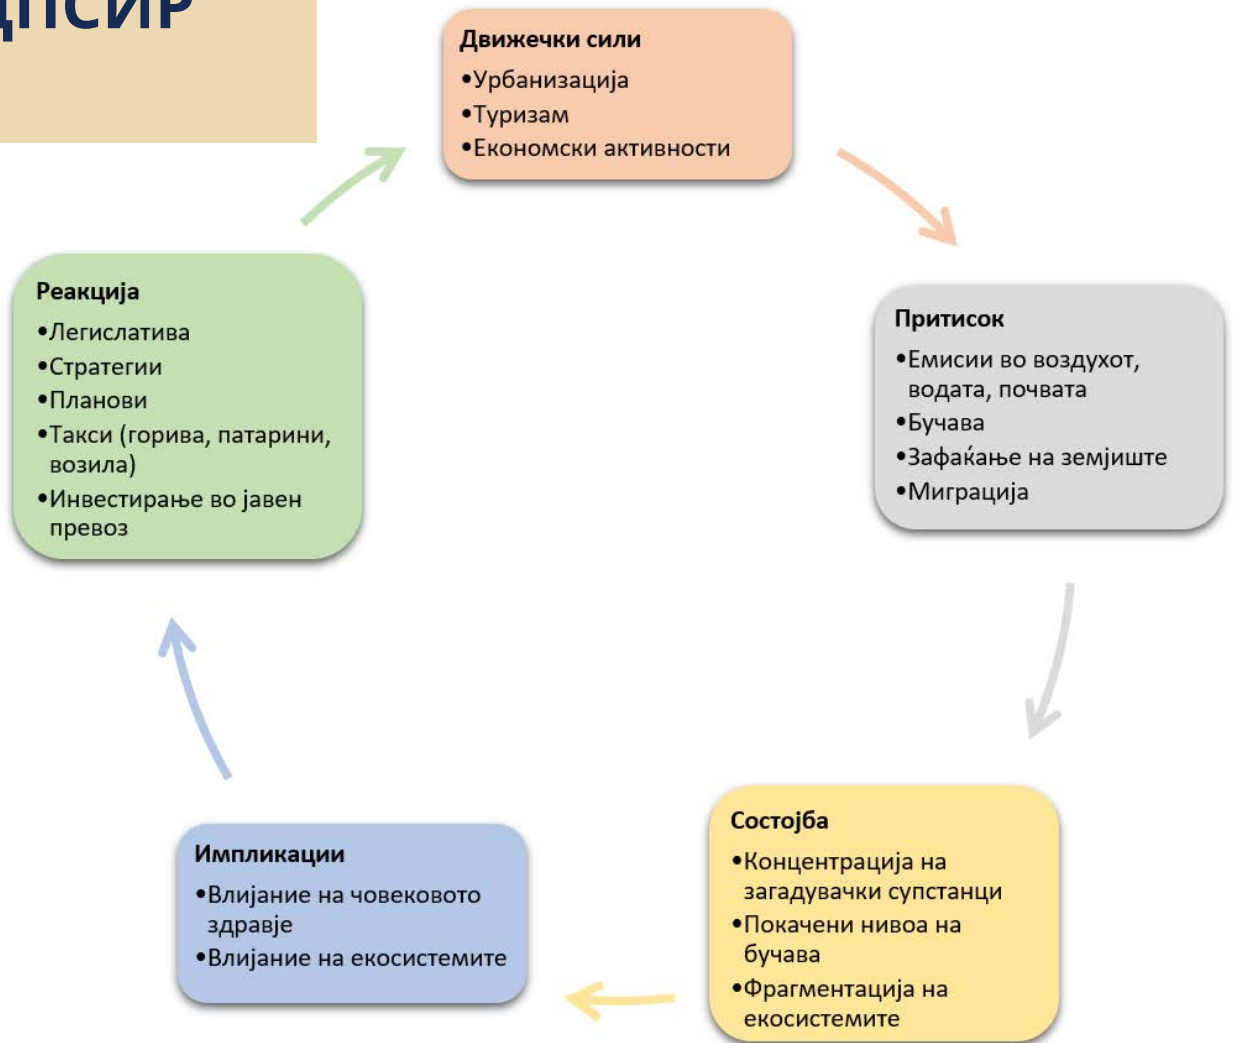 ДПСИР
Движечки сили
•Урбанизација
•Туризам
•Економски активности
Притисок
•Емисии во воздухот,
водата, почвата
•Бучава
•Зафаќање на земјиште
•Миграција
Состојба
•Концентрација на
загадувачки супстанци
•Покачени нивоа на
бучава
•Фрагментација на
екосистемите
Импликации
•Влијание на човековото
здравје
•Влијание на екосистемите
Реакција
•Легислатива
•Стратегии
•Планови
•Такси (горива, патарини,
возила)
•Инвестирање во јавен
превоз